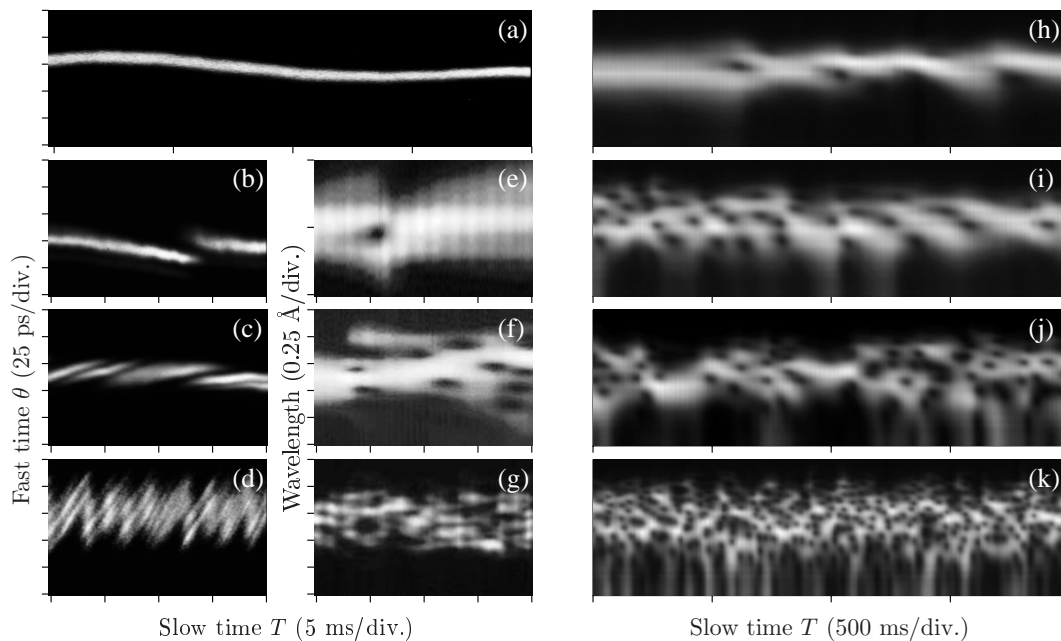 (a)
(h)
(b)
(e)
(i)
(c)
(f)
(j)
(d)
(g)
(k)
Fast time θ (25 ps/div.)
Wavelength (0.25 Å/div.)
Slow time T (5 ms/div.)
Slow time T (500 ms/div.)